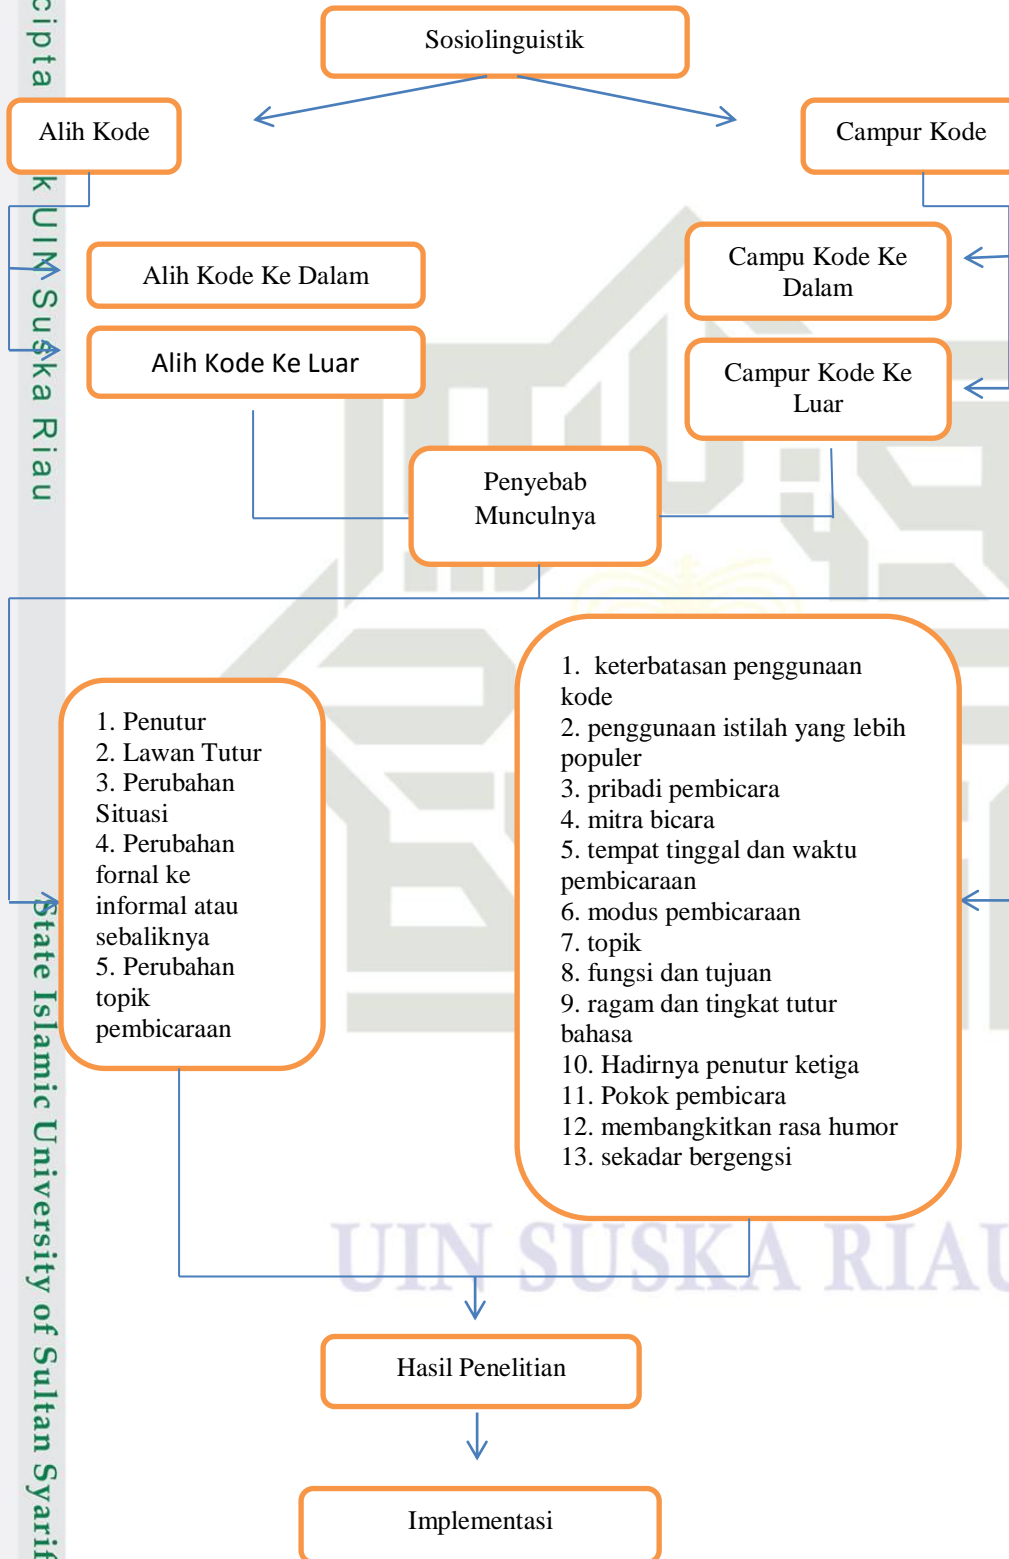 Sosiolinguistik
Alih Kode
Campur Kode
Alih Kode Ke Dalam
Campu Kode Ke
Dalam
Alih Kode Ke Luar
Campur Kode Ke
Luar
Penyebab
Munculnya
1. Penutur
2. Lawan Tutur
3. Perubahan
Situasi
4. Perubahan
fornal ke
informal atau
sebaliknya
5. Perubahan
topik
pembicaraan
1. keterbatasan penggunaan
kode
2. penggunaan istilah yang lebih
populer
3. pribadi pembicara
4. mitra bicara
5. tempat tinggal dan waktu
pembicaraan
6. modus pembicaraan
7. topik
8. fungsi dan tujuan
9. ragam dan tingkat tutur
bahasa
10. Hadirnya penutur ketiga
11. Pokok pembicara
12. membangkitkan rasa humor
13. sekadar bergengsi
Hasil Penelitian
Implementasi
UIN SUSKA RIAU
cipta k UIN Suska Riau
State Islamic University of Sultan Syarif